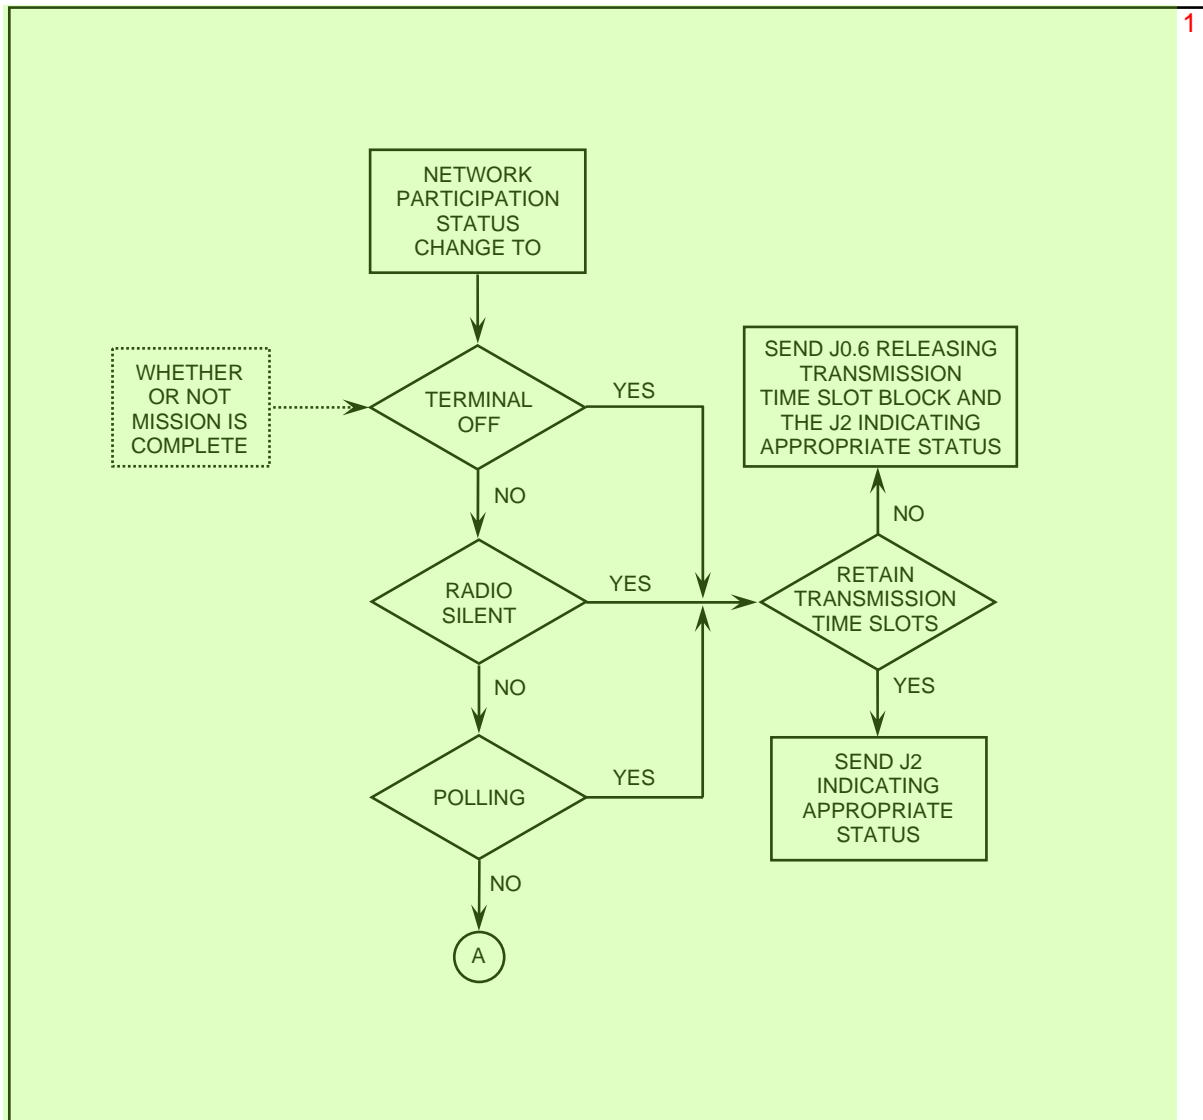 1
NETWORK
PARTICIPATION
STATUS
CHANGE TO
WHETHER
OR NOT
MISSION IS
COMPLETE
TERMINAL
OFF
YES
NO
SEND J0.6 RELEASING
TRANSMISSION
TIME SLOT BLOCK AND
THE J2 INDICATING
APPROPRIATE STATUS
NO
RADIO
SILENT
YES
RETAIN
TRANSMISSION
TIME SLOTS
NO
YES
POLLING
YES
SEND J2
INDICATING
APPROPRIATE
STATUS
NO
A